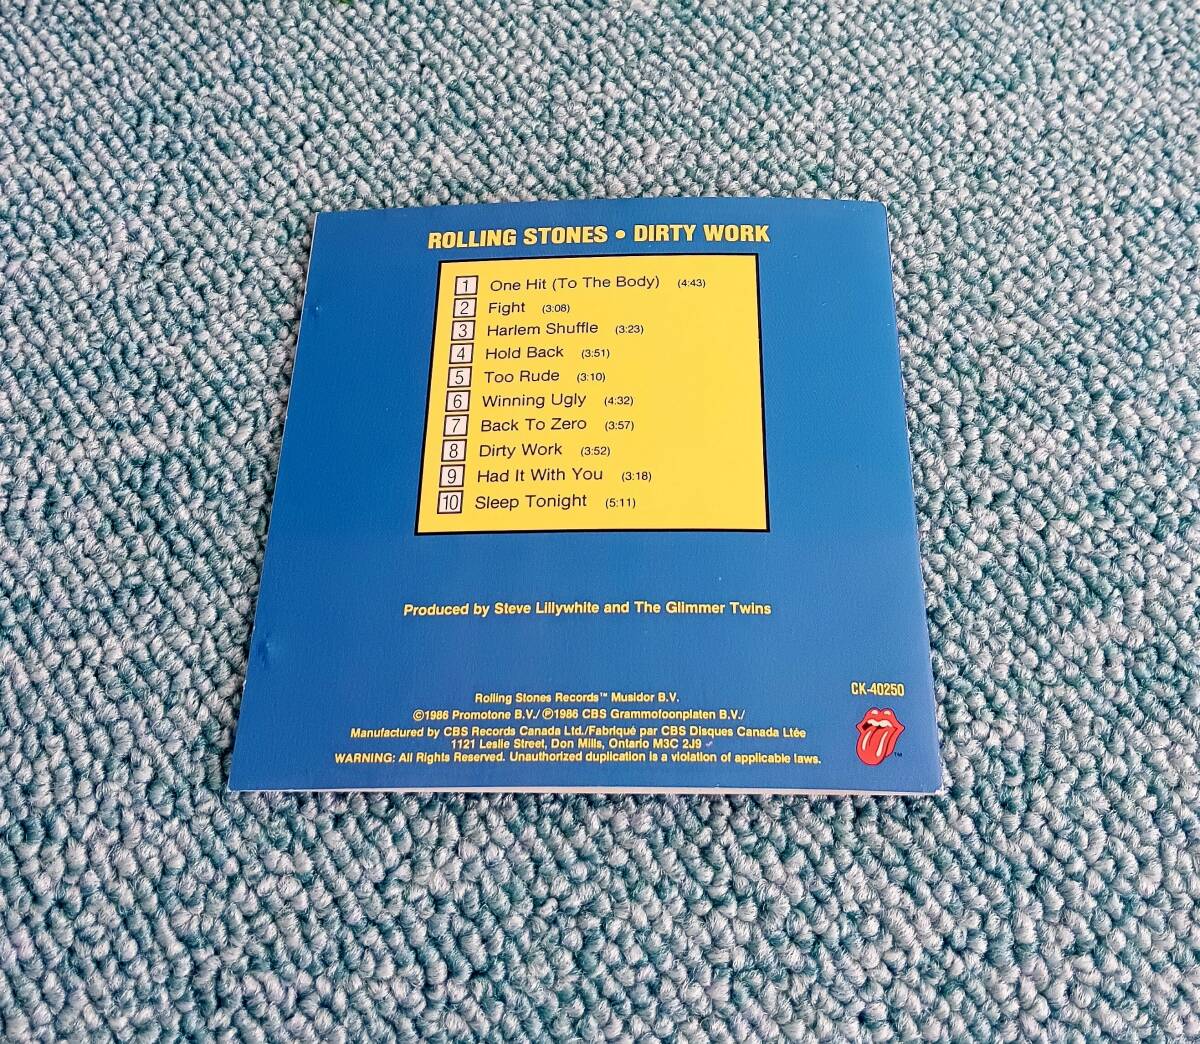 ROLLING STONES • DIRTY WORK
1 One Hit (To The Body) (4:43)
2 Fight (3:08)
3 Harlem Shuffle (3:23)
4 Hold Back (3:51)
5 Too Rude (3:10)
6 Winning Ugly (4:32)
7 Back To Zero (3:57)
8 Dirty Work (3:52)
9 Had It With You (3:18)
10 Sleep Tonight (5:11)
Produced by Steve Lillywhite and The Glimmer Twins
CK-40250
Rolling Stones Records™ Musidor B.V.
©1986 Promotone B.V./ ℗1986 CBS Grammofoonplaten B.V./
Manufactured by CBS Records Canada Ltd./Fabriqué par CBS Disques Canada Ltée
1121 Leslie Street, Don Mills, Ontario M3C 2J9
WARNING: All Rights Reserved. Unauthorized duplication is a violation of applicable laws.
™